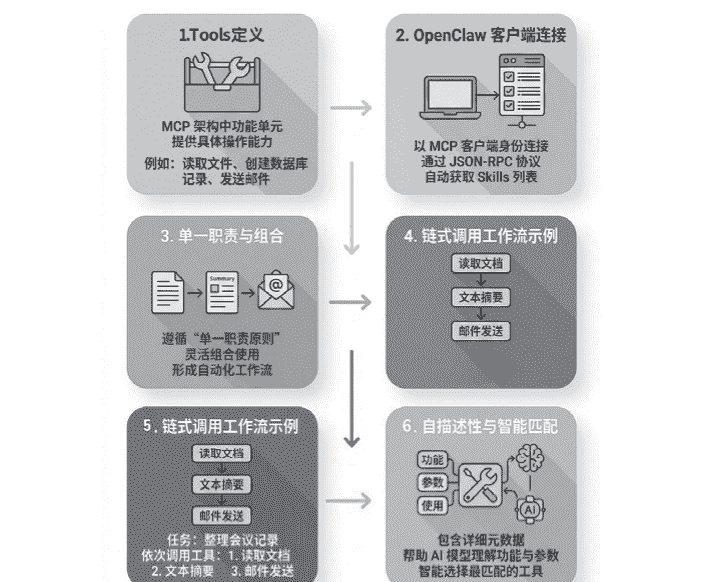 1.Tools定义
MCP 架构中功能单元
提供具体操作能力
例如：读取文件、创建数据库
记录、发送邮件
2. OpenClaw 客户端连接
以 MCP 客户端身份连接
通过 JSON-RPC 协议
自动获取 Skills 列表
3. 单一职责与组合
Summary
@
遵循“单一职责原则”
灵活组合使用
形成自动化工作流
4. 链式调用工作流示例
读取文档
文本摘要
邮件发送
5. 链式调用工作流示例
读取文档
文本摘要
邮件发送
任务：整理会议记录
依次调用工具：1. 读取文档
2. 文本摘要 3. 邮件发送
6. 自描述性与智能匹配
功能
参数
使用
AI
包含详细元数据
帮助 AI 模型理解功能与参数
智能选择最匹配的工具